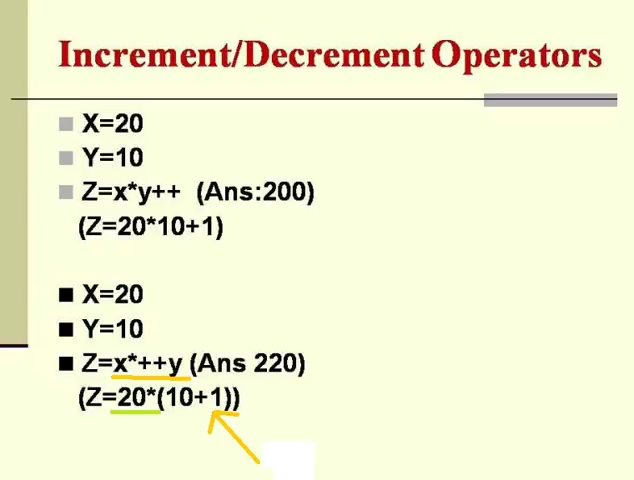 Increment/Decrement Operators
X=20
Y=10
Z=x*y++ (Ans:200)
(Z=20*10+1)
X=20
Y=10
Z=x*++y (Ans 220)
(Z=20*(10+1))